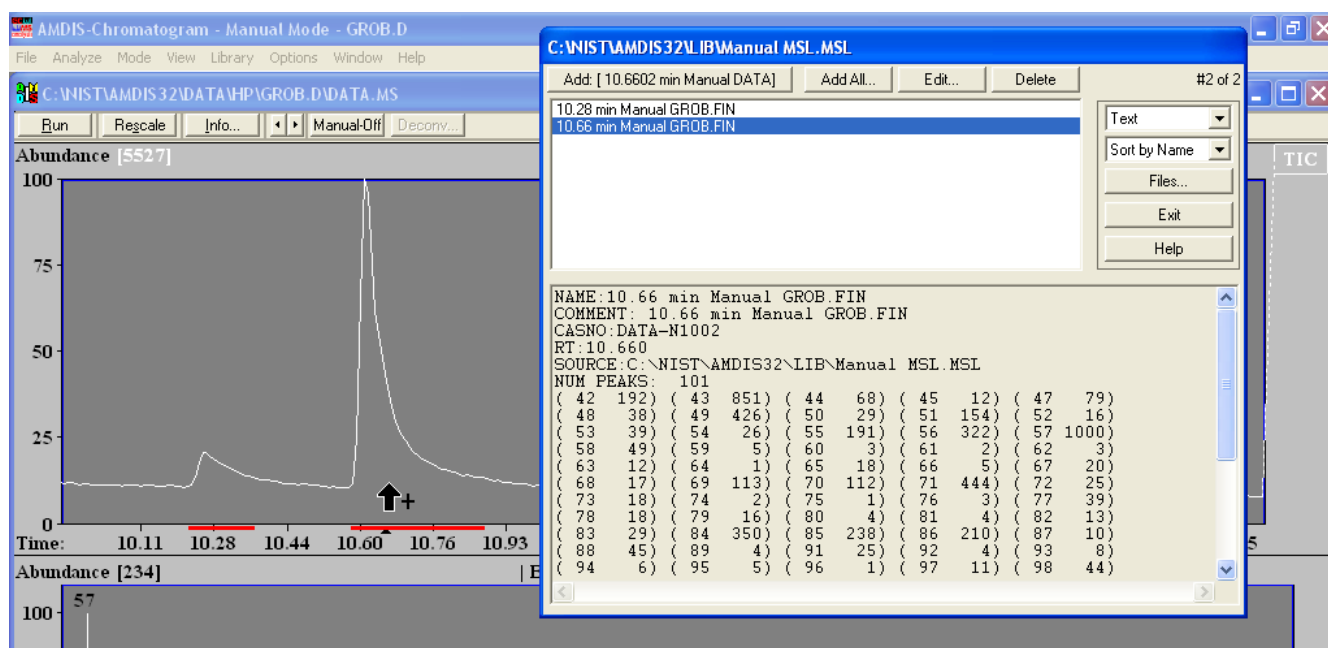 AMDIS-Chromatogram - Manual Mode - GROB.D
File Analyze Mode View Library Options Window Help
C:\NIST\AMDIS32\DATA\HP\GROB.D\DATA.MS
Run Rescale Info... Manual-Off Deconv...
Abundance [5527]
TIC
100
75
50
25
0
Time: 10.11 10.28 10.44 10.60 10.76 10.93
5
Abundance [234] | E
57
100
C:\NIST\AMDIS32\LIB\Manual MSL.MSL
Add: [ 10.6602 min Manual DATA] Add All... Edit... Delete #2 of 2
10.28 min Manual GROB.FIN
10.66 min Manual GROB.FIN
Text
Sort by Name
Files...
Exit
Help
NAME:10.66 min Manual GROB.FIN
COMMENT: 10.66 min Manual GROB.FIN
CASNO:DATA-N1002
RT:10.660
SOURCE:C:\NIST\AMDIS32\LIB\Manual MSL.MSL
NUM PEAKS: 101
( 42 192) ( 43 851) ( 44 68) ( 45 12) ( 47 79)
( 48 38) ( 49 426) ( 50 29) ( 51 154) ( 52 16)
( 53 39) ( 54 26) ( 55 191) ( 56 322) ( 57 1000)
( 58 49) ( 59 5) ( 60 3) ( 61 2) ( 62 3)
( 63 12) ( 64 1) ( 65 18) ( 66 5) ( 67 20)
( 68 17) ( 69 113) ( 70 112) ( 71 444) ( 72 25)
( 73 18) ( 74 2) ( 75 1) ( 76 3) ( 77 39)
( 78 18) ( 79 16) ( 80 4) ( 81 4) ( 82 13)
( 83 29) ( 84 350) ( 85 238) ( 86 210) ( 87 10)
( 88 45) ( 89 4) ( 91 25) ( 92 4) ( 93 8)
( 94 6) ( 95 5) ( 96 1) ( 97 11) ( 98 44)